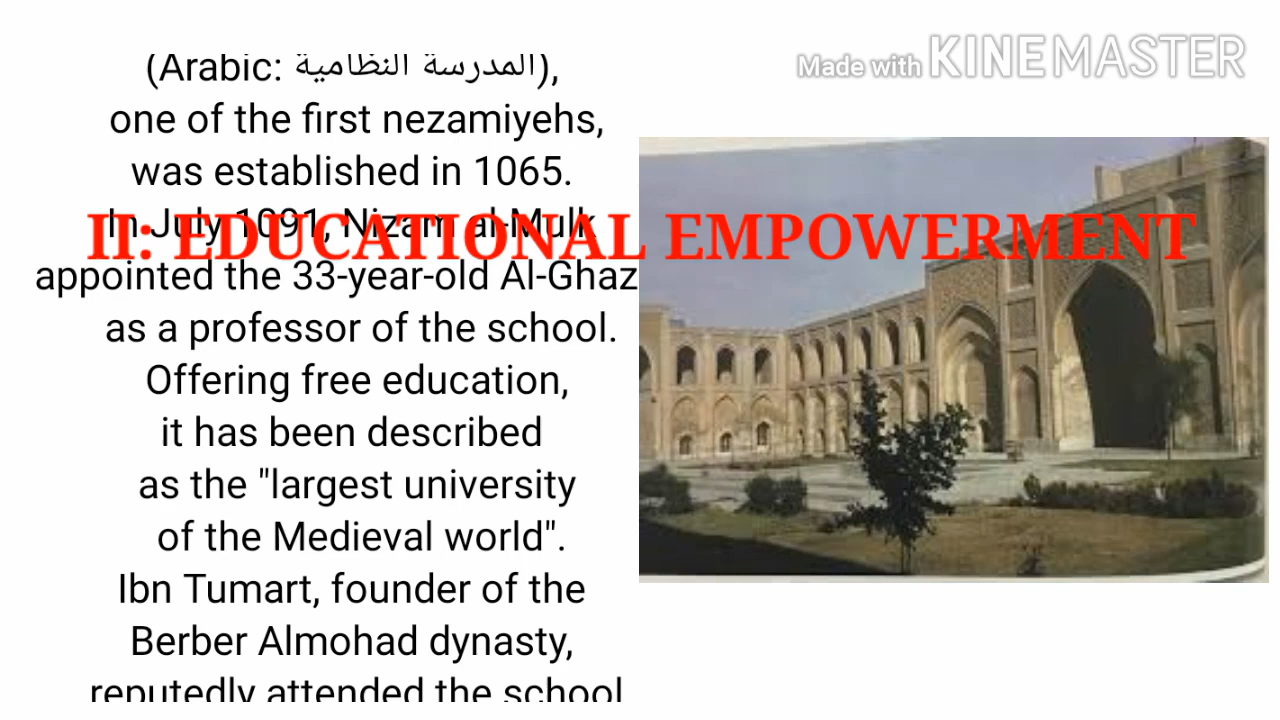 (Arabic: المدرسة النظامية),
one of the first nezamiyehs,
was established in 1065.
In July 1091, Nizam al-Mulk
appointed the 33-year-old Al-Ghaz
as a professor of the school.
Offering free education,
it has been described
as the "largest university
of the Medieval world".
Ibn Tumart, founder of the
Berber Almohad dynasty,
reputedly attended the school
II: EDUCATIONAL EMPOWERMENT
Made with KINEMASTER